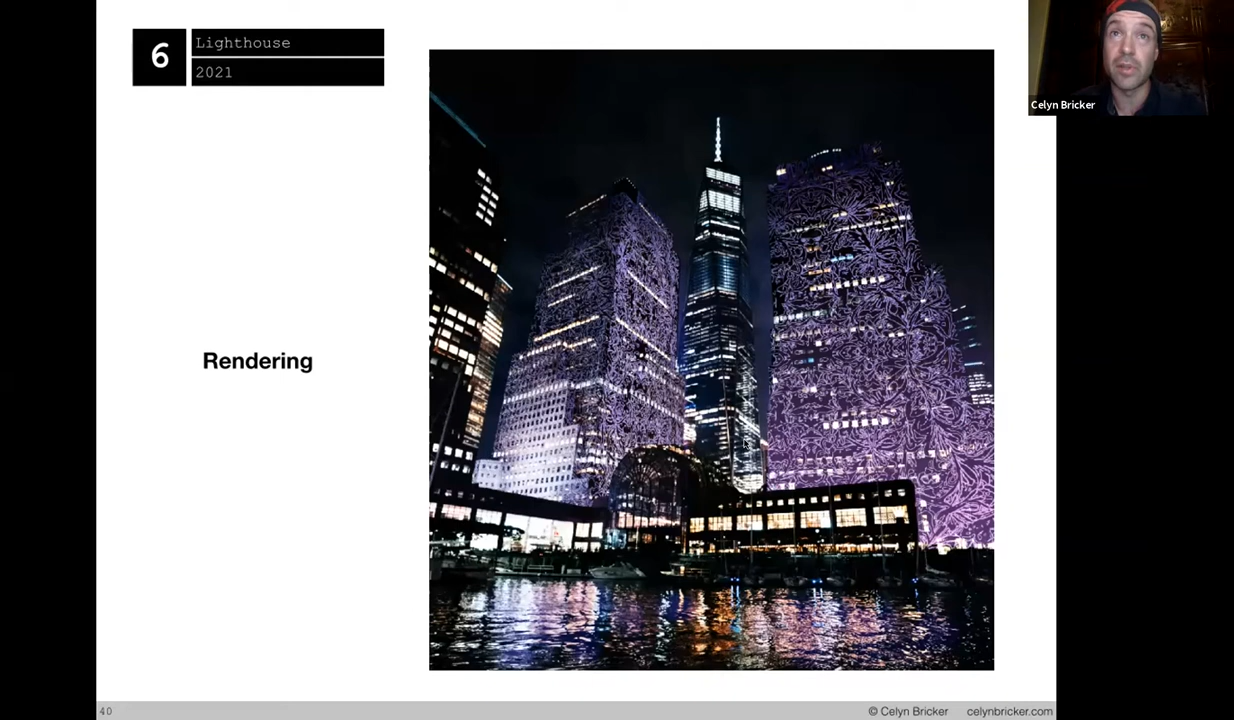 6
Lighthouse
2021
Celyn Bricker
Rendering
40
© Celyn Bricker
celynbricker.com